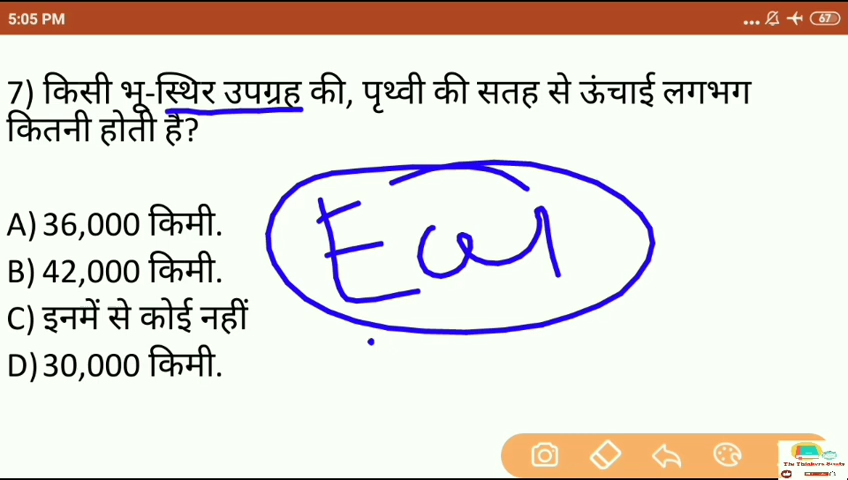 5:05 PM
67
7) किसी भू-स्थिर उपग्रह की, पृथ्वी की सतह से ऊंचाई लगभग
कितनी होती है?
A) 36,000 किमी.
B) 42,000 किमी.
C) इनमें से कोई नहीं
D) 30,000 किमी.